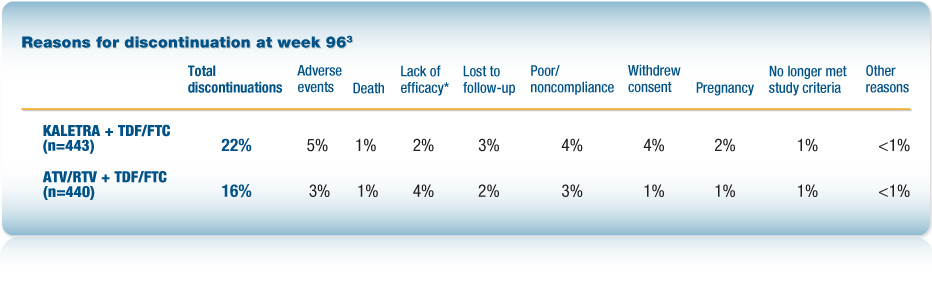 Reasons for discontinuation at week 96³
Total discontinuations Adverse events Death Lack of efficacy* Lost to follow-up Poor/ noncompliance Withdrew consent Pregnancy No longer met study criteria Other reasons
KALETRA + TDF/FTC (n=443) 22% 5% 1% 2% 3% 4% 4% 2% 1% <1%
ATV/RTV + TDF/FTC (n=440) 16% 3% 1% 4% 2% 3% 1% 1% 1% <1%